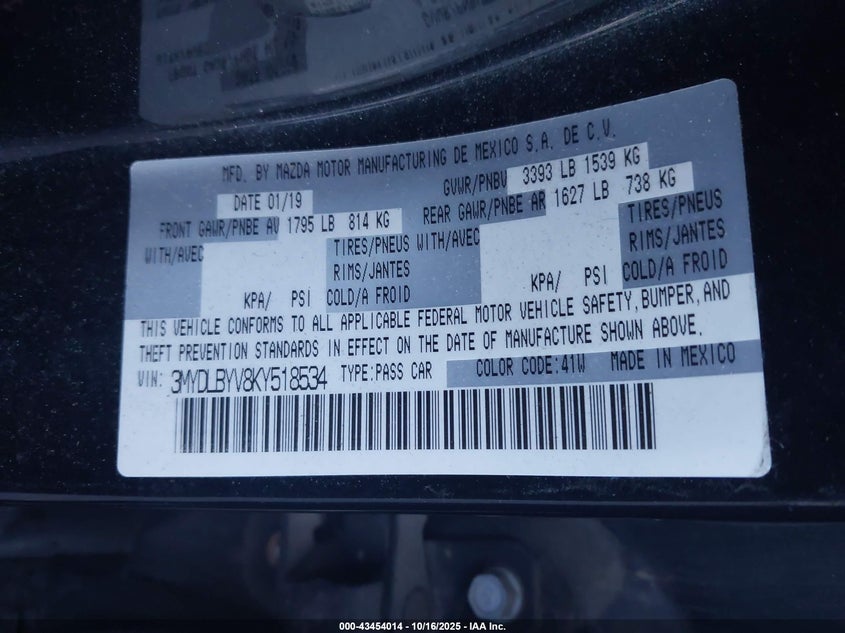 MFD. BY MAZDA MOTOR MANUFACTURING DE MEXICO S.A. DE C.V.
DATE 01/19 GVWR/PNBV 3393 LB 1539 KG
FRONT GAWR/PNBE AV 1795 LB 814 KG REAR GAWR/PNBE AR 1627 LB 738 KG
WITH/AVEC TIRES/PNEUS WITH/AVEC TIRES/PNEUS
RIMS/JANTES RIMS/JANTES
KPA/ PSI COLD/A FROID KPA/ PSI COLD/A FROID
THIS VEHICLE CONFORMS TO ALL APPLICABLE FEDERAL MOTOR VEHICLE SAFETY, BUMPER, AND
THEFT PREVENTION STANDARDS IN EFFECT ON THE DATE OF MANUFACTURE SHOWN ABOVE.
VIN: 3MYDLBYV8KY518534 TYPE:PASS CAR COLOR CODE:41W MADE IN MEXICO
000-43454014 - 10/16/2025 - IAA Inc.